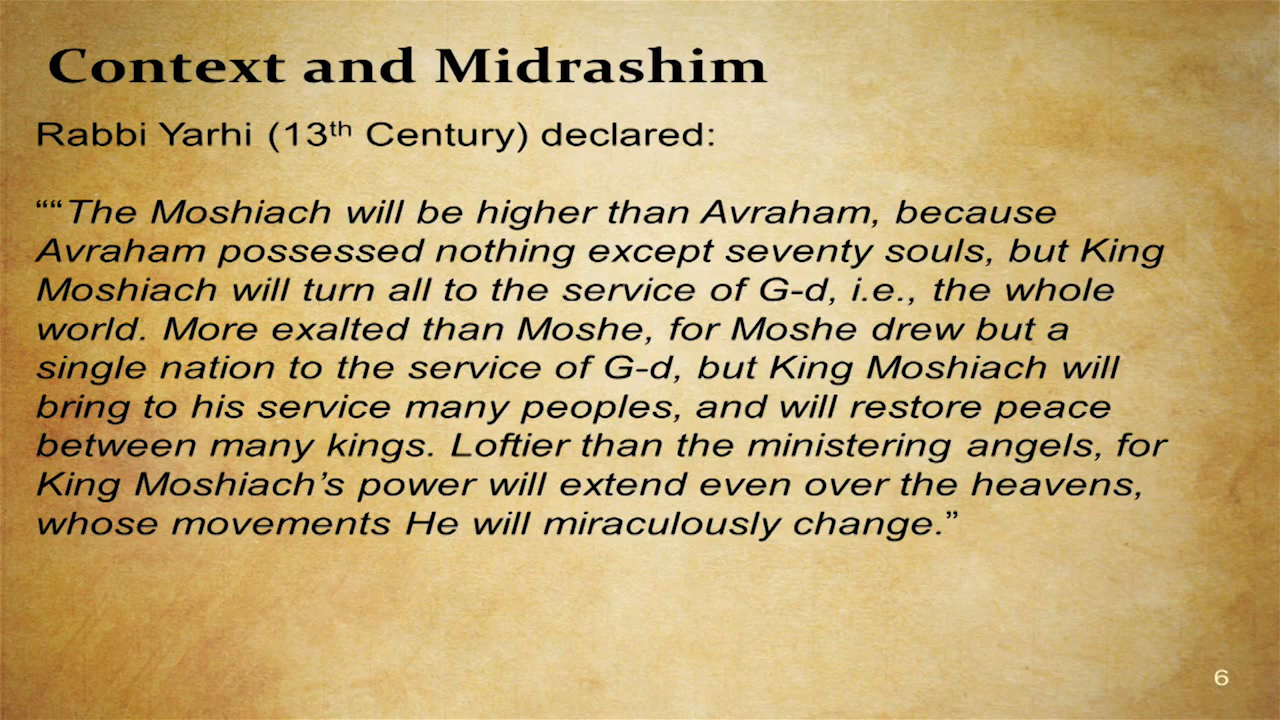 Context and Midrashim
Rabbi Yarhi (13th Century) declared:
““The Moshiach will be higher than Avraham, because
Avraham possessed nothing except seventy souls, but King
Moshiach will turn all to the service of G-d, i.e., the whole
world. More exalted than Moshe, for Moshe drew but a
single nation to the service of G-d, but King Moshiach will
bring to his service many peoples, and will restore peace
between many kings. Loftier than the ministering angels, for
King Moshiach’s power will extend even over the heavens,
whose movements He will miraculously change.”
6